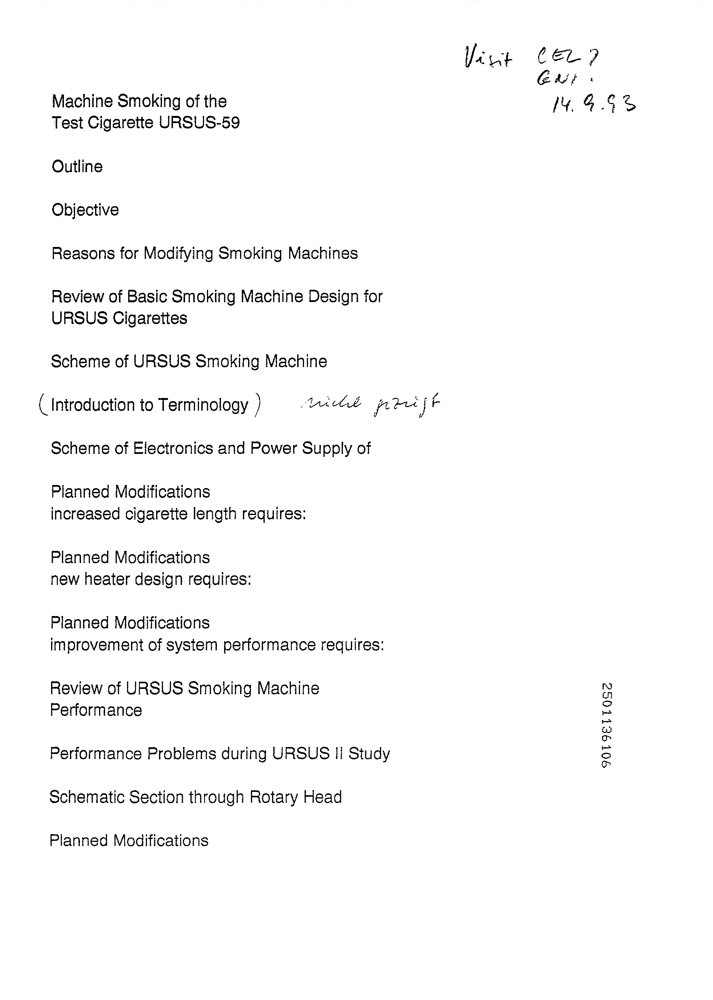 Visit CEL ?
14.9.93
Machine Smoking of the
Test Cigarette URSUS-59
Outline
Objective
Reasons for Modifying Smoking Machines
Review of Basic Smoking Machine Design for
URSUS Cigarettes
Scheme of URSUS Smoking Machine
(Introduction to Terminology)
Scheme of Electronics and Power Supply of
Planned Modifications
increased cigarette length requires:
Planned Modifications
new heater design requires:
Planned Modifications
improvement of system performance requires:
Review of URSUS Smoking Machine
Performance
Performance Problems during URSUS II Study
Schematic Section through Rotary Head
Planned Modifications
2501136106